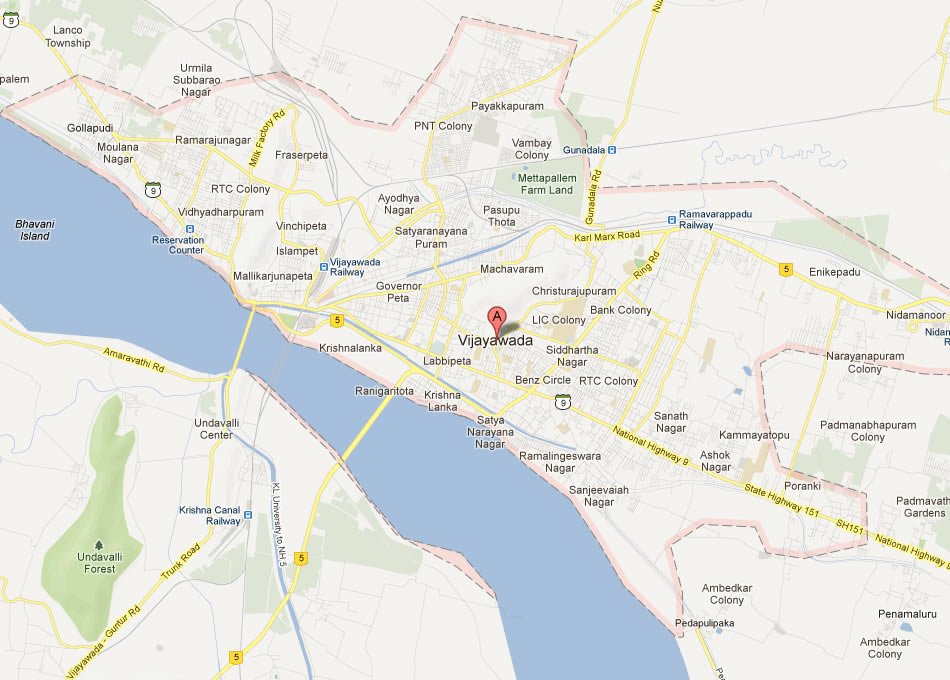 9
Lanco
Township
palem
Urmila
Subbarao
Nagar
Payakkapuram
PNT Colony
Gollapudi
Moulana
Nagar
Ramarajunagar
Milk Factory Rd
Fraserpeta
Vambay
Colony
Gunadala
Mettapallem
Farm Land
Gunadala Rd
9
RTC Colony
Vidhyadharpuram
Ayodhya
Nagar
Pasupu
Thota
Ramavarappadu
Railway
Bhavani
Island
Reservation
Counter
Vinchipeta
Islampet
Satyaranayana
Puram
Karl Marx Road
Ring Rd
Vijayawada
Railway
Mallikarjunapeta
Machavaram
5
Enikepadu
Governor
Peta
Christurajupuram
Bank Colony
LIC Colony
Nidamanoor
5
A
Vijayawada
Krishnalanka
Labbipeta
Siddhartha
Nagar
Narayanapuram
Colony
Amaravathi Rd
Benz Circle
RTC Colony
Ranigaritota
Krishna
Lanka
9
Undavalli
Center
Satya
Narayana
Nagar
Sanath
Nagar
Kammayatopu
Padmanabhapuram
Colony
National Highway 9
Ramalingeswara
Nagar
Ashok
Nagar
Sanjeevaiah
Nagar
Poranki
Padmavath
Gardens
State Highway 151
SH151
National Highway 9
Krishna Canal
Railway
KL University to NH 5
Undavalli
Forest
Trunk Road
5
Vijayawada - Guntur Rd
Ambedkar
Colony
Pedapulipaka
Penamaluru
Ambedkar
Colony
5